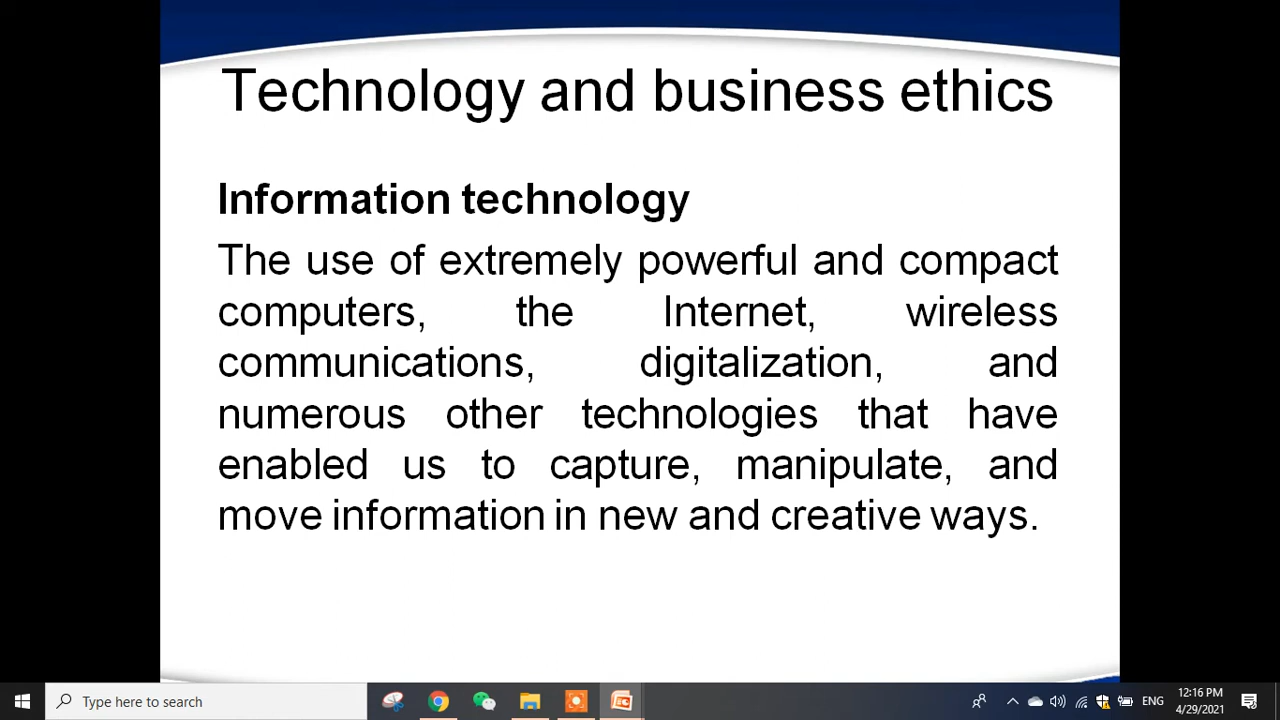 Technology and business ethics
Information technology
The use of extremely powerful and compact
computers, the Internet, wireless
communications, digitalization, and
numerous other technologies that have
enabled us to capture, manipulate, and
move information in new and creative ways.
Type here to search
ENG
12:16 PM
4/29/2021